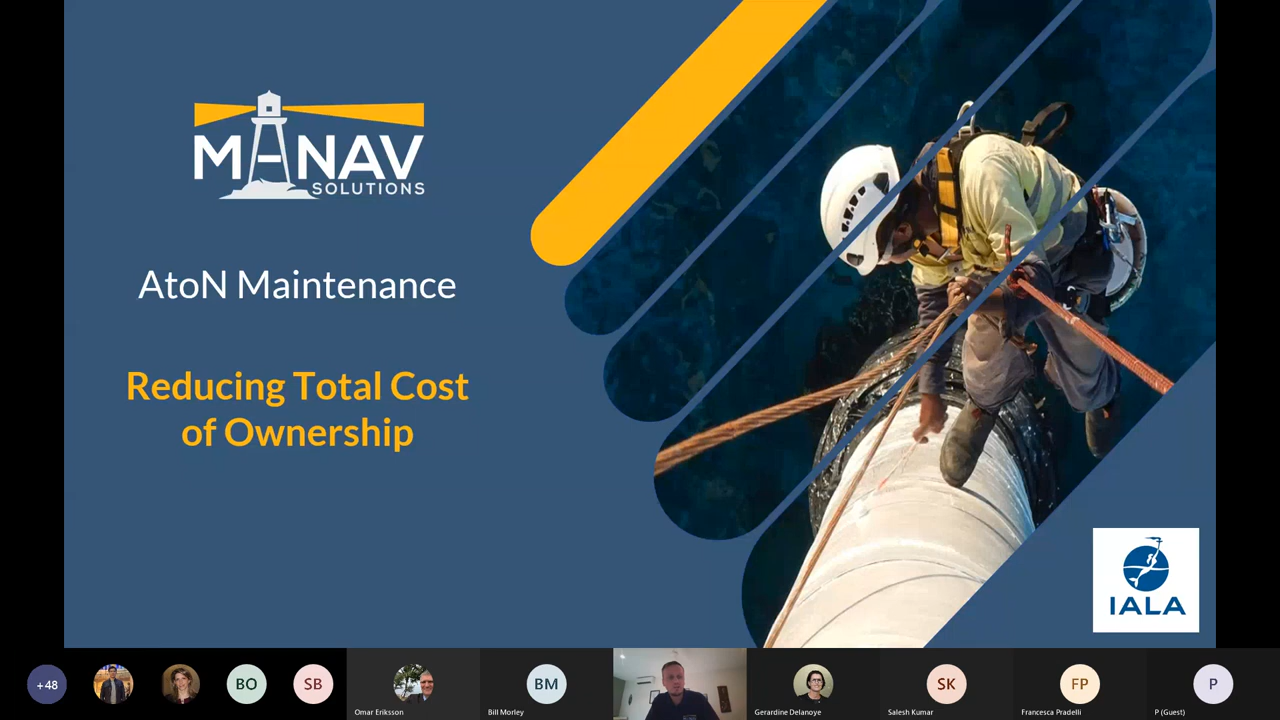 MANAV
SOLUTIONS
AtoN Maintenance
Reducing Total Cost
of Ownership
IALA
+48
BO
SB
Omar Eriksson
BM
Bill Morley
Gerardine Delanoye
SK
Salesh Kumar
FP
Francesca Pradelli
P
P (Guest)